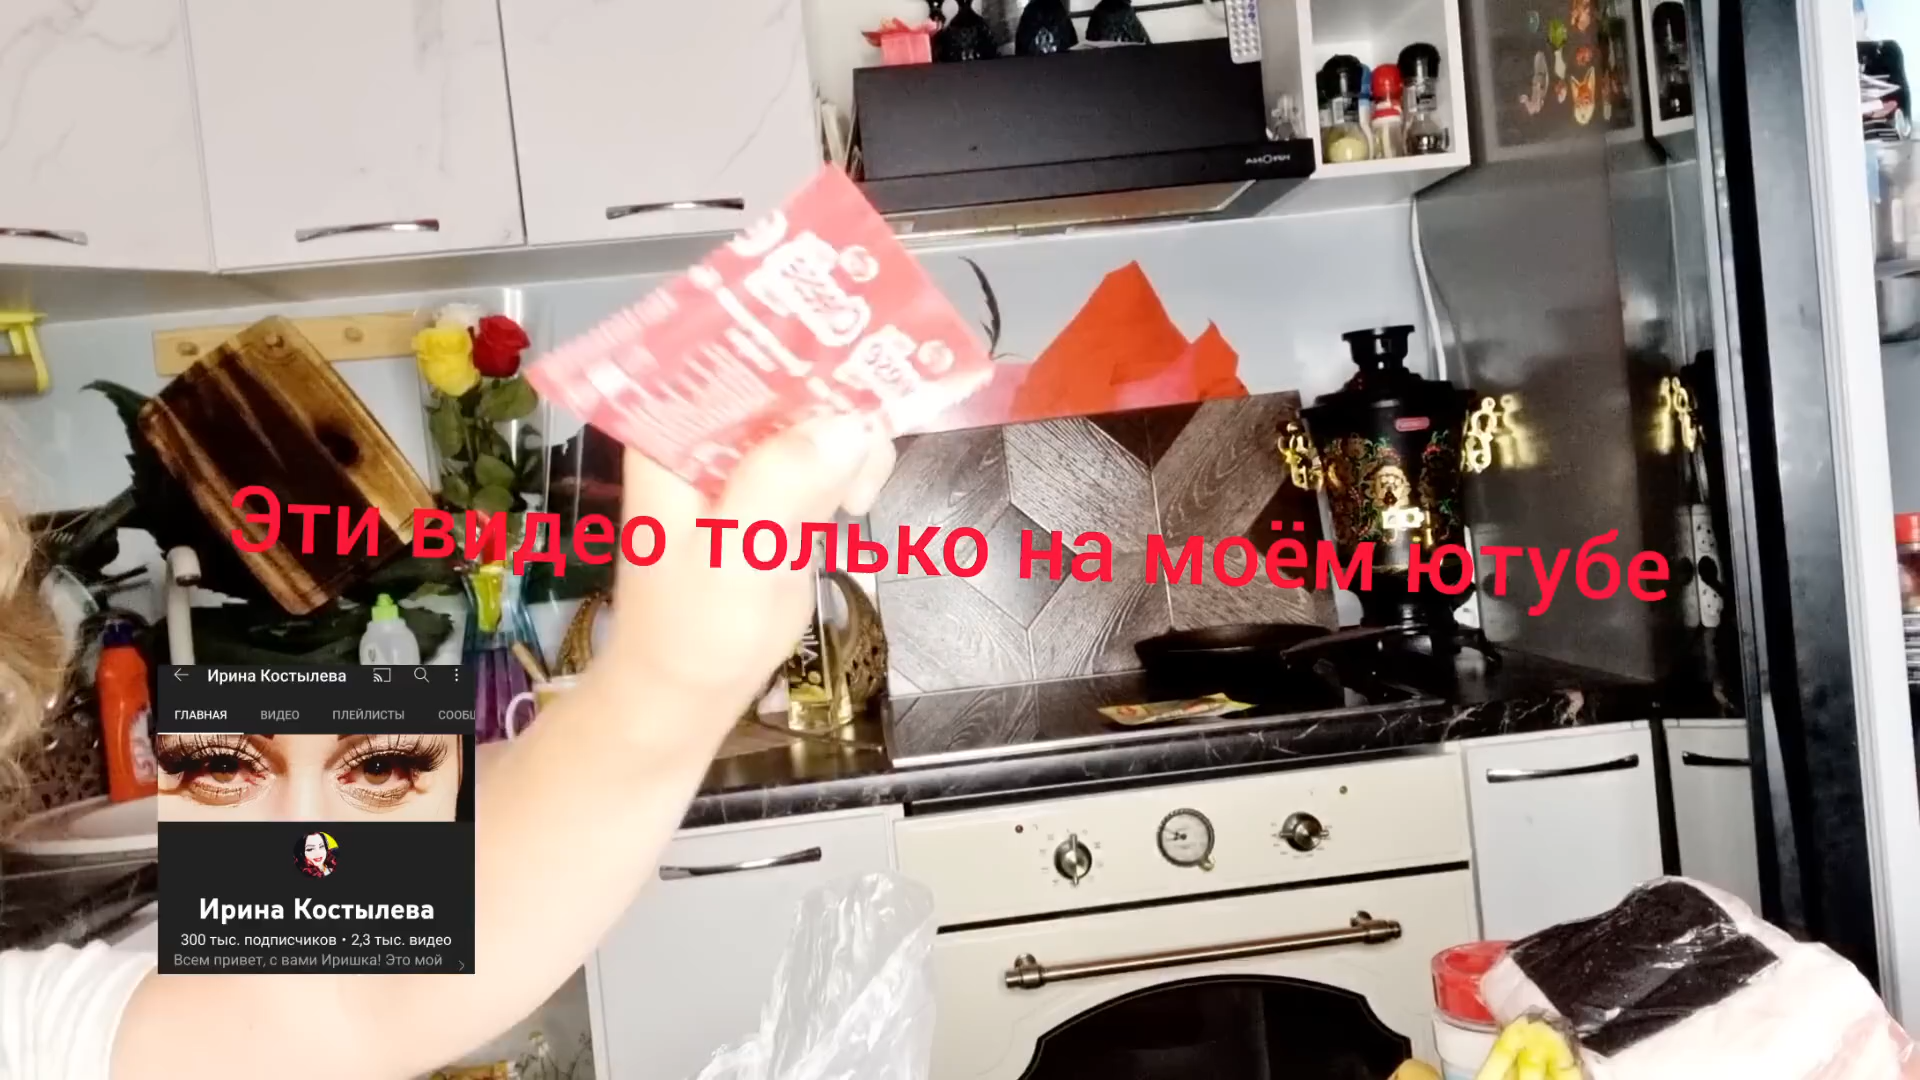 Эти видео только на моём ютубе
Ирина Костылева
ГЛАВНАЯ ВИДЕО ПЛЕЙЛИСТЫ СООБЩ
Ирина Костылева
300 тыс. подписчиков • 2,3 тыс. видео
Всем привет, с вами Иришка! Это мой